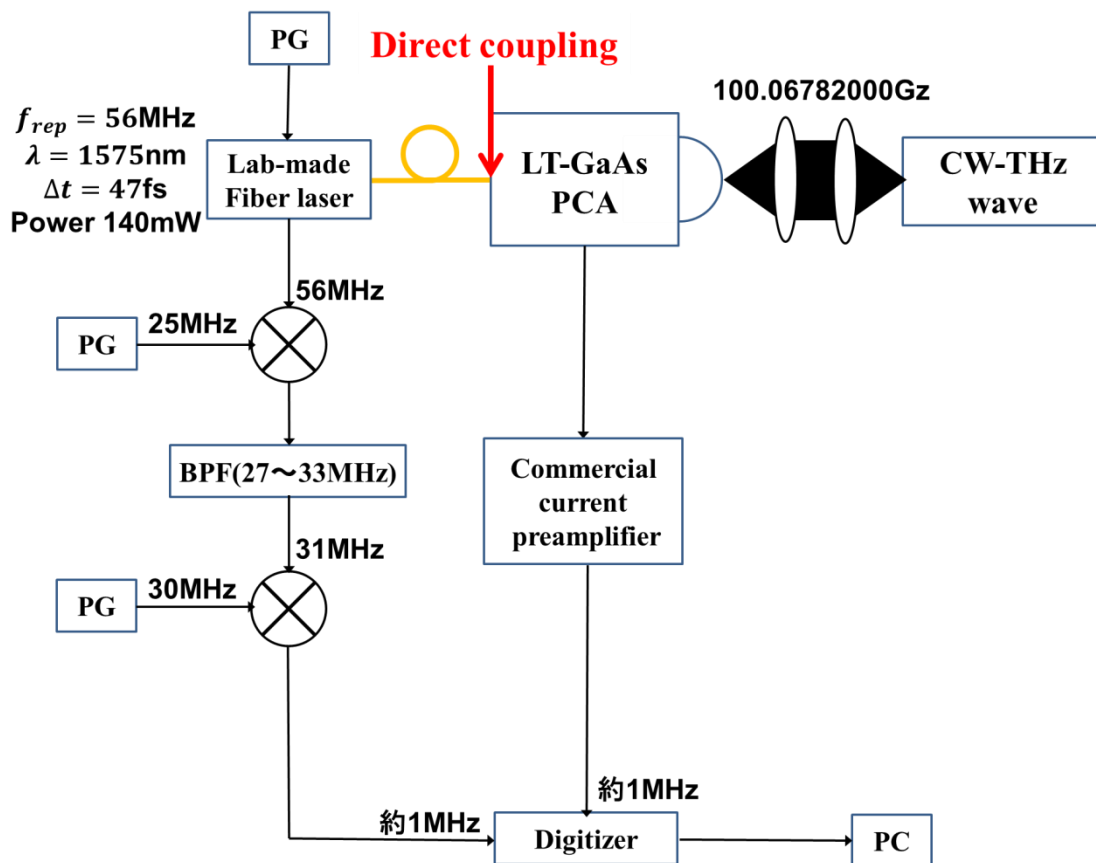 PG
Direct coupling
100.06782000Gz
f_rep = 56MHz
λ = 1575nm
Δt = 47fs
Power 140mW
Lab-made
Fiber laser
LT-GaAs
PCA
CW-THz
wave
56MHz
25MHz
PG
BPF(27～33MHz)
Commercial
current
preamplifier
31MHz
30MHz
PG
約1MHz
約1MHz
Digitizer
PC